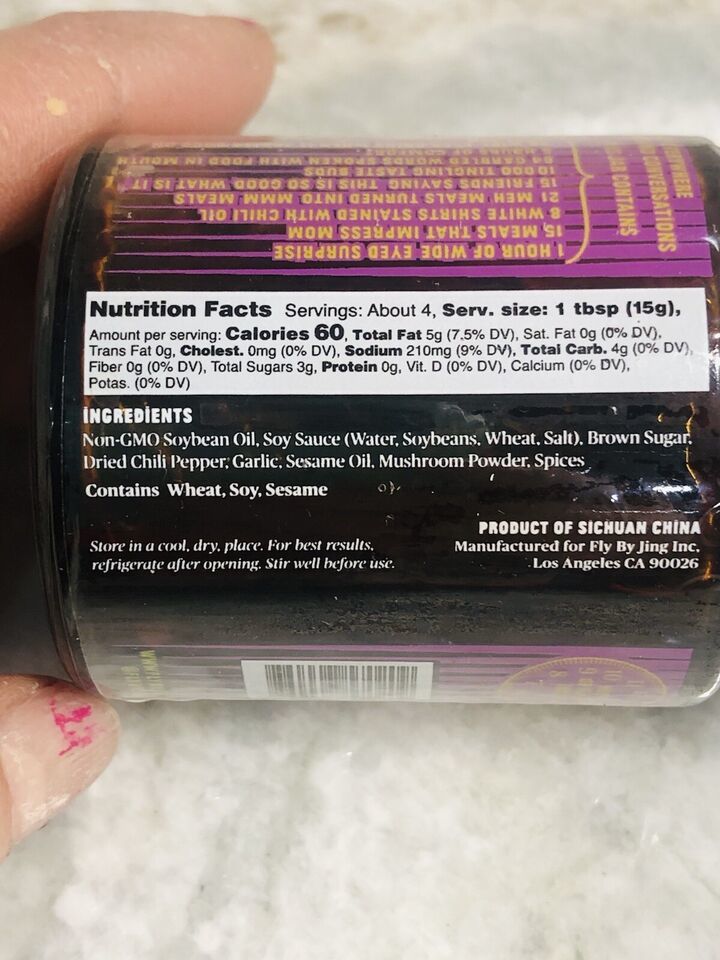 Nutrition Facts Servings: About 4, Serv. size: 1 tbsp (15g),
Amount per serving: Calories 60, Total Fat 5g (7.5% DV), Sat. Fat 0g (0% DV),
Trans Fat 0g, Cholest. 0mg (0% DV), Sodium 210mg (9% DV), Total Carb. 4g (0% DV),
Fiber 0g (0% DV), Total Sugars 3g, Protein 0g, Vit. D (0% DV), Calcium (0% DV),
Potas. (0% DV)
INGREDIENTS
Non-GMO Soybean Oil, Soy Sauce (Water, Soybeans, Wheat, Salt), Brown Sugar,
Dried Chili Pepper, Garlic, Sesame Oil, Mushroom Powder, Spices
Contains Wheat, Soy, Sesame
Store in a cool, dry, place. For best results,
refrigerate after opening. Stir well before use.
PRODUCT OF SICHUAN CHINA
Manufactured for Fly By Jing Inc.
Los Angeles CA 90026
CONVERSATIONS
CONTAINS
1 HOUR OF WIDE EYED SURPRISE
15 MEALS THAT IMPRESS MOM
8 WHITE SHIRTS STAINED WITH CHILI OIL
21 MEH MEALS TURNED INTO MMM MEALS
15 FRIENDS SAYING THIS IS SO GOOD WHAT IS IT
10,000 TINGLING TASTE BUDS
GARBLED WORDS SPOKEN WITH FOOD IN MOUTH